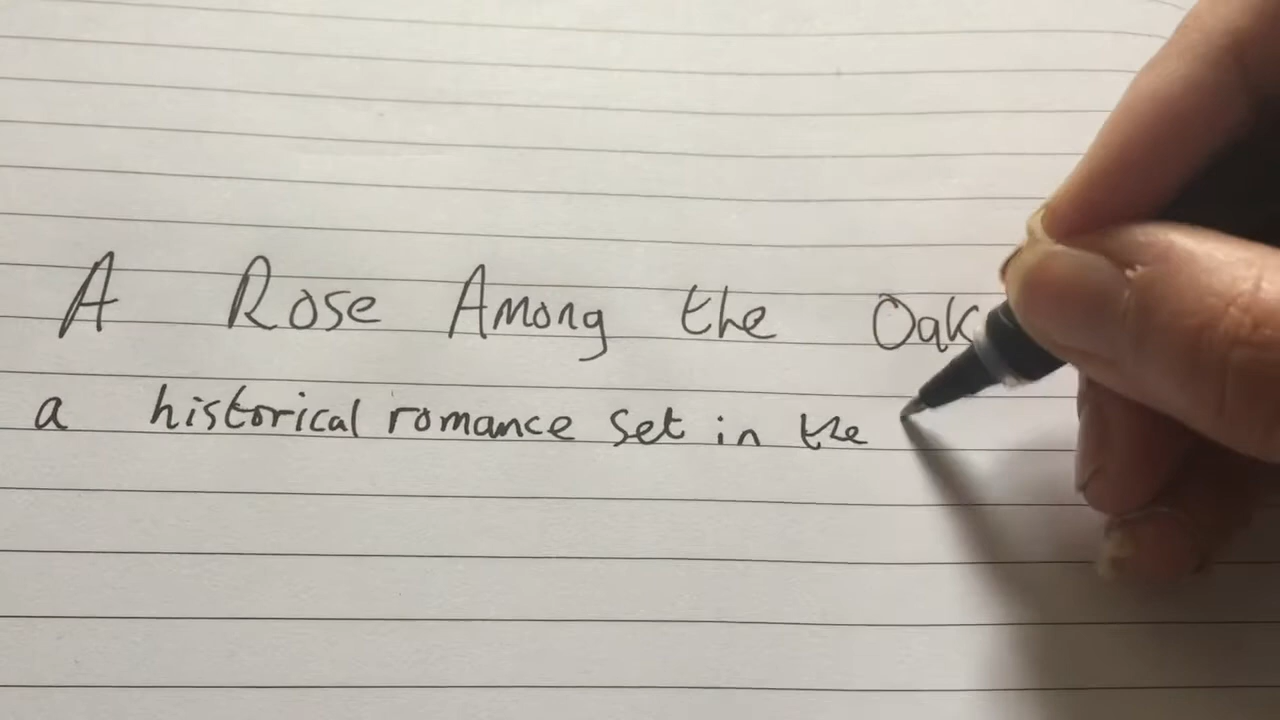 A Rose Among the Oak
a historical romance set in the